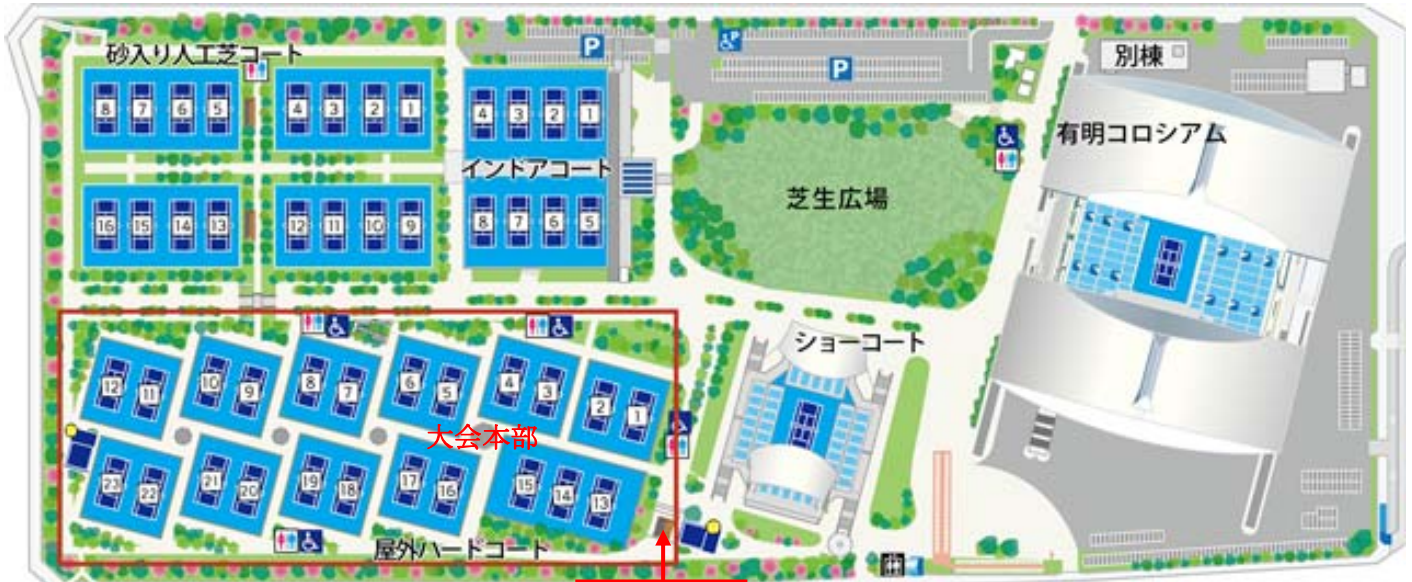 砂入り人工芝コート
P
P
P
別棟
8 7 6 5 4 3 2 1
4 3 2 1
有明コロシアム
インドアコート
芝生広場
16 15 14 13 12 11 10 9
8 7 6 5
ショーコート
12 11 10 9 8 7 6 5 4 3 2 1
大会本部
23 22 21 20 19 18 17 16 15 14 13
屋外ハードコート